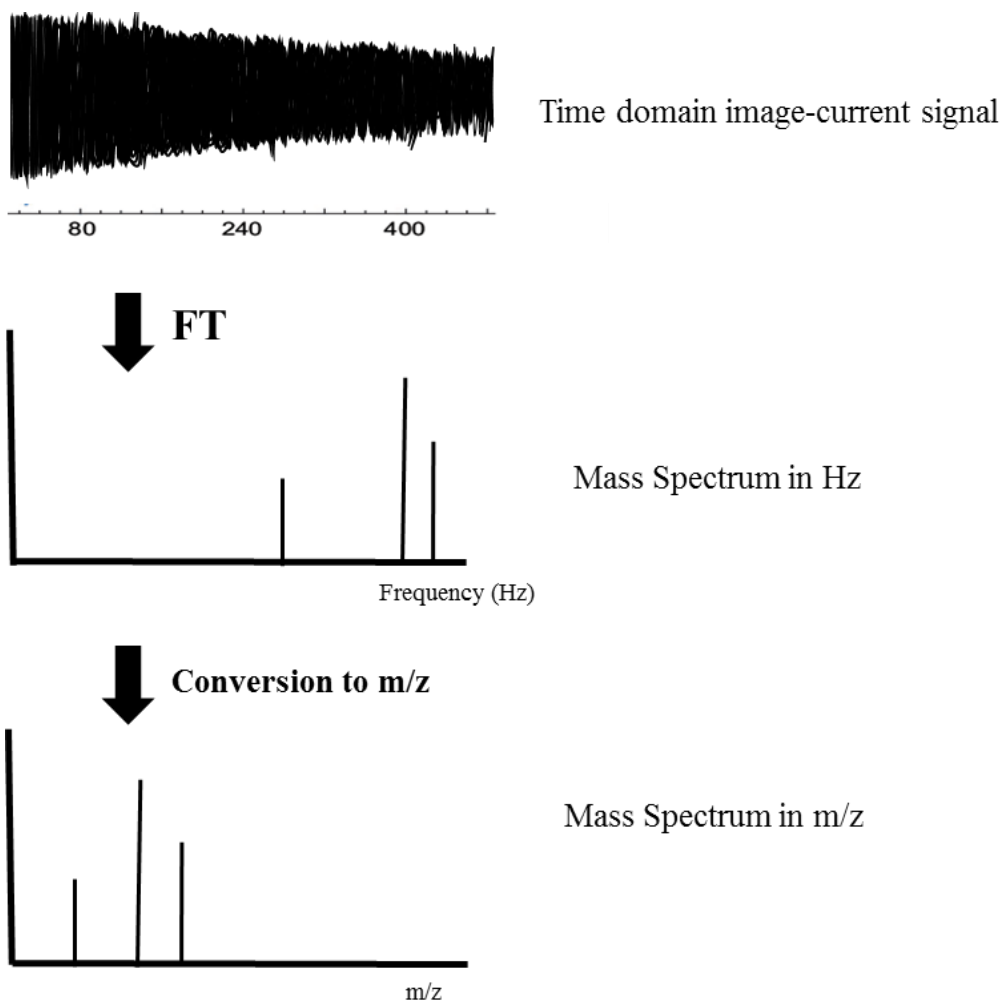 Time domain image-current signal
80 240 400
FT
Mass Spectrum in Hz
Frequency (Hz)
Conversion to m/z
Mass Spectrum in m/z
m/z